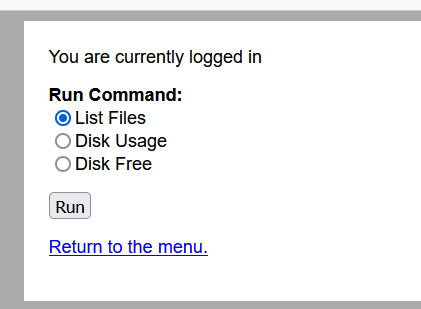 You are currently logged in
Run Command:
List Files
Disk Usage
Disk Free
Run
Return to the menu.